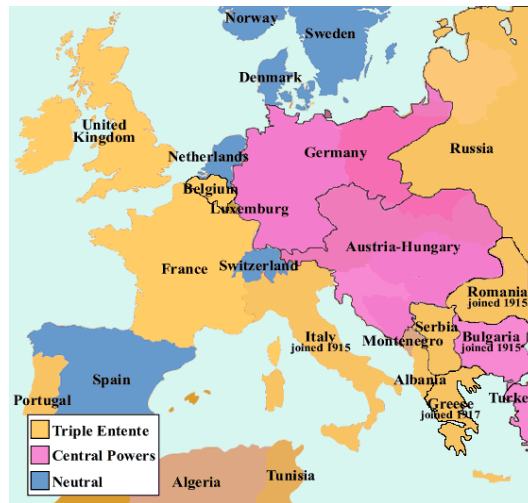 Norway
Sweden
Denmark
United
Kingdom
Netherlands
Germany
Russia
Belgium
Luxemburg
Austria-Hungary
France
Switzerland
Romania
joined 1915
Italy
joined 1915
Serbia
Montenegro
Bulgaria
joined 1915
Albania
Spain
Portugal
Greece
joined 1917
Turke
Triple Entente
Central Powers
Neutral
Algeria
Tunisia